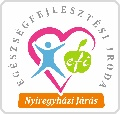 EGÉSZSÉGFEJLESZTÉSI IRODA
efi
Nyíregyházi Járás